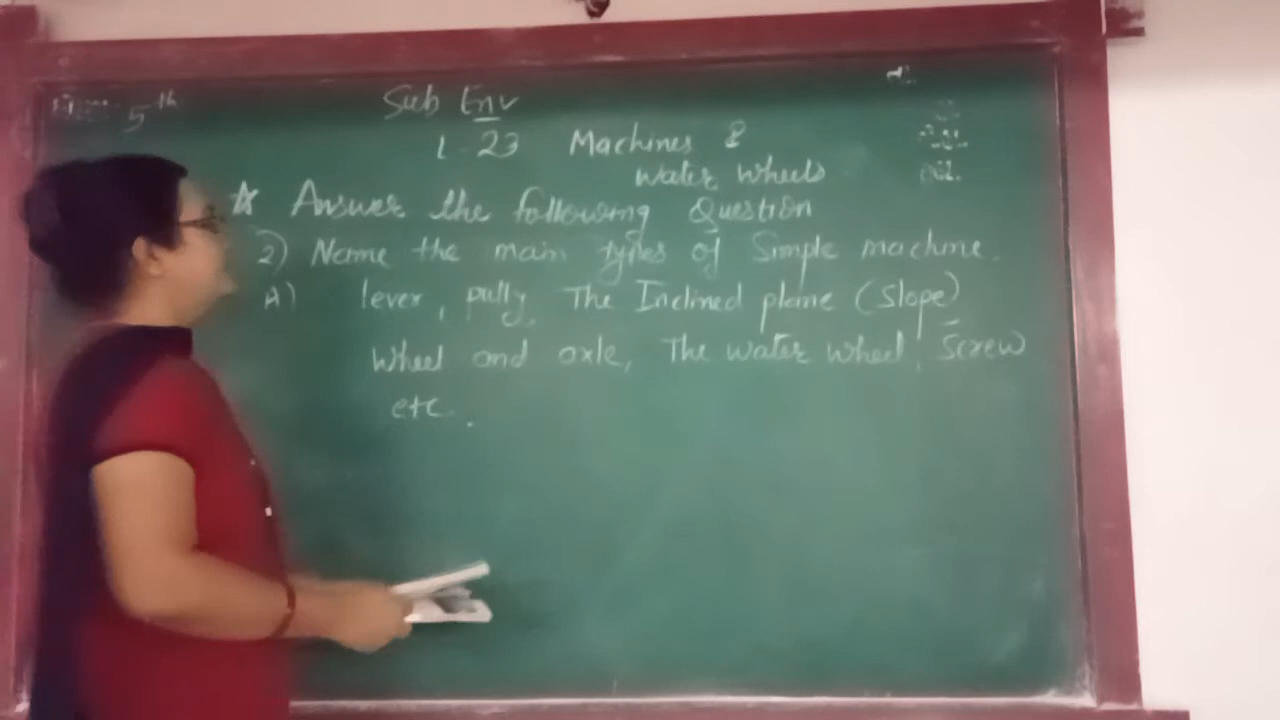 5th
Sub Env
L-23 Machines &
Water Wheels
☆ Answer the following Question
2) Name the main types of Simple machine.
A) lever, pully, The Inclined plane (Slope)
Wheel and axle, The water wheel, Screw
etc.